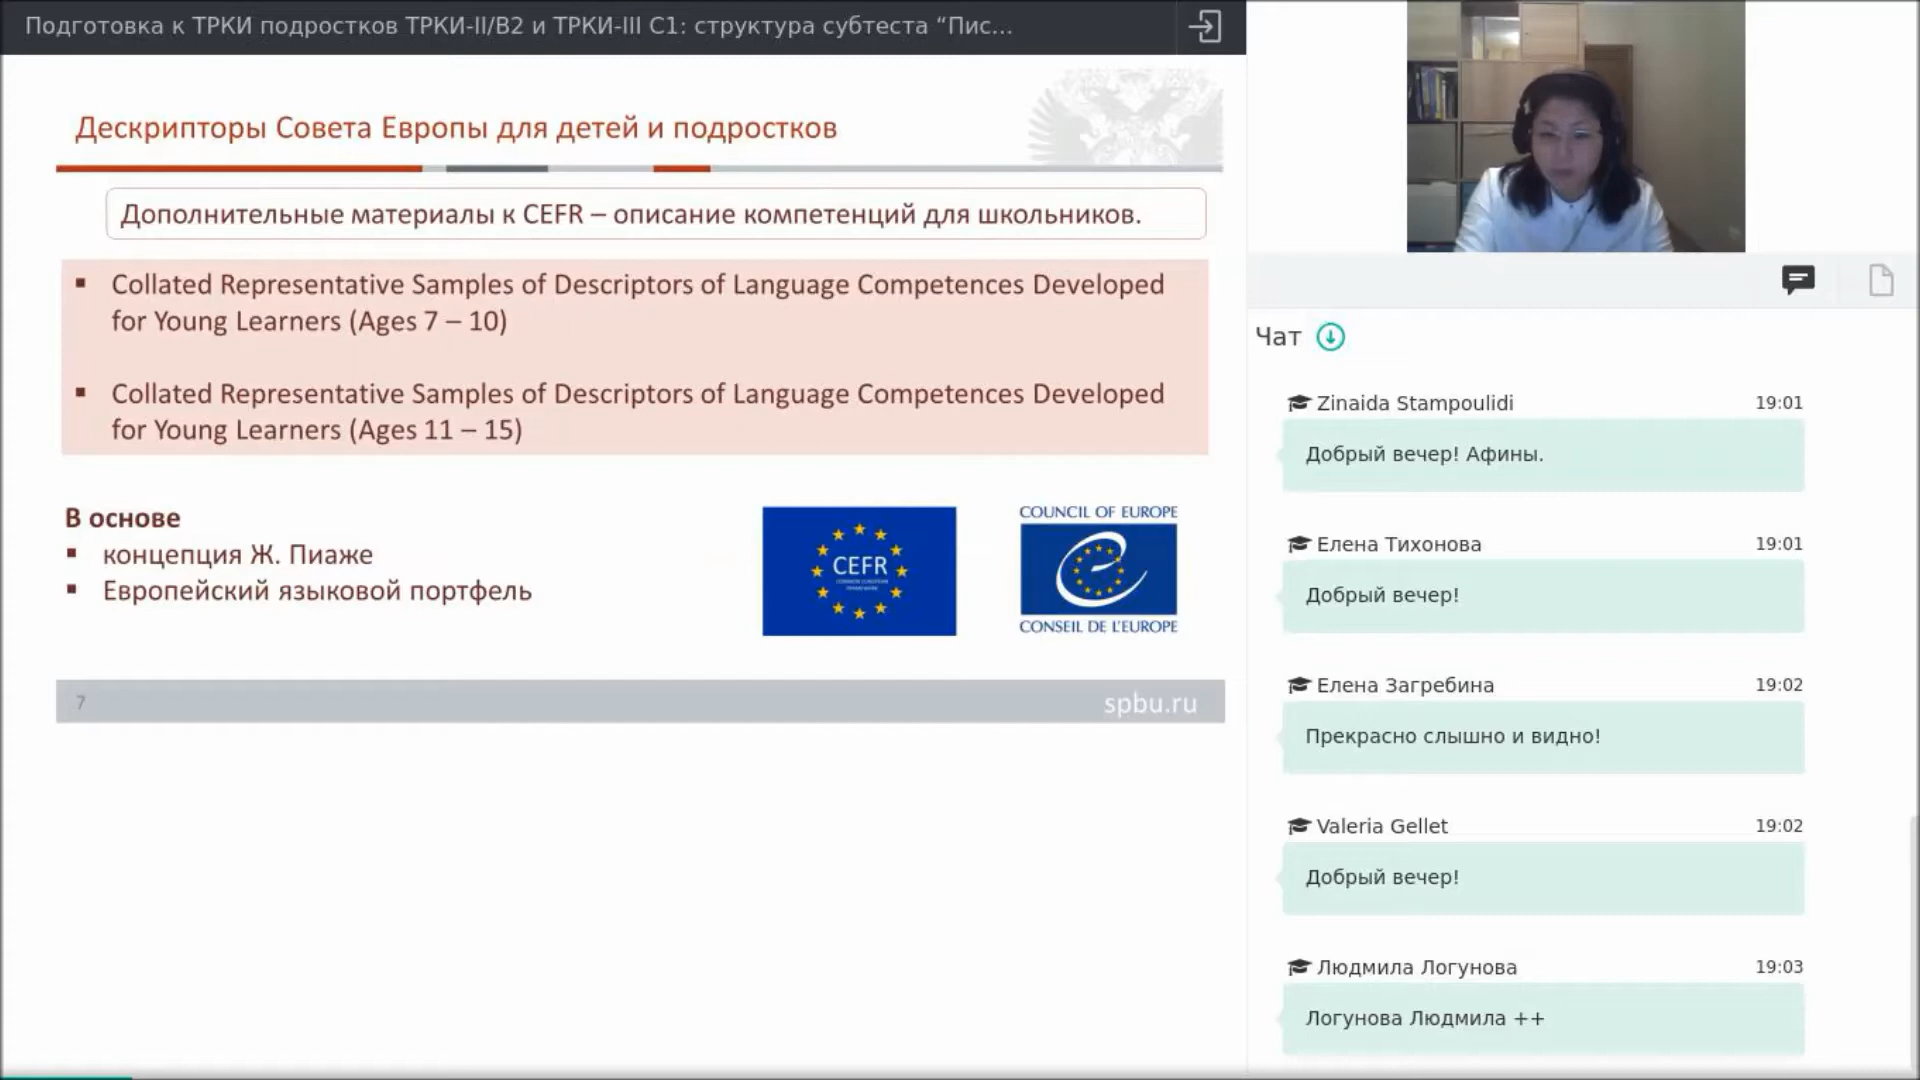 Подготовка к ТРКИ подростков ТРКИ-II/B2 и ТРКИ-III C1: структура субтеста “Пис...
Дескрипторы Совета Европы для детей и подростков
Дополнительные материалы к CEFR – описание компетенций для школьников.
▪ Collated Representative Samples of Descriptors of Language Competences Developed
for Young Learners (Ages 7 – 10)
▪ Collated Representative Samples of Descriptors of Language Competences Developed
for Young Learners (Ages 11 – 15)
В основе
▪ концепция Ж. Пиаже
▪ Европейский языковой портфель
CEFR
COUNCIL OF EUROPE
CONSEIL DE L'EUROPE
7
spbu.ru
Чат
Zinaida Stampoulidi 19:01
Добрый вечер! Афины.
Елена Тихонова 19:01
Добрый вечер!
Елена Загребина 19:02
Прекрасно слышно и видно!
Valeria Gellet 19:02
Добрый вечер!
Людмила Логунова 19:03
Логунова Людмила ++